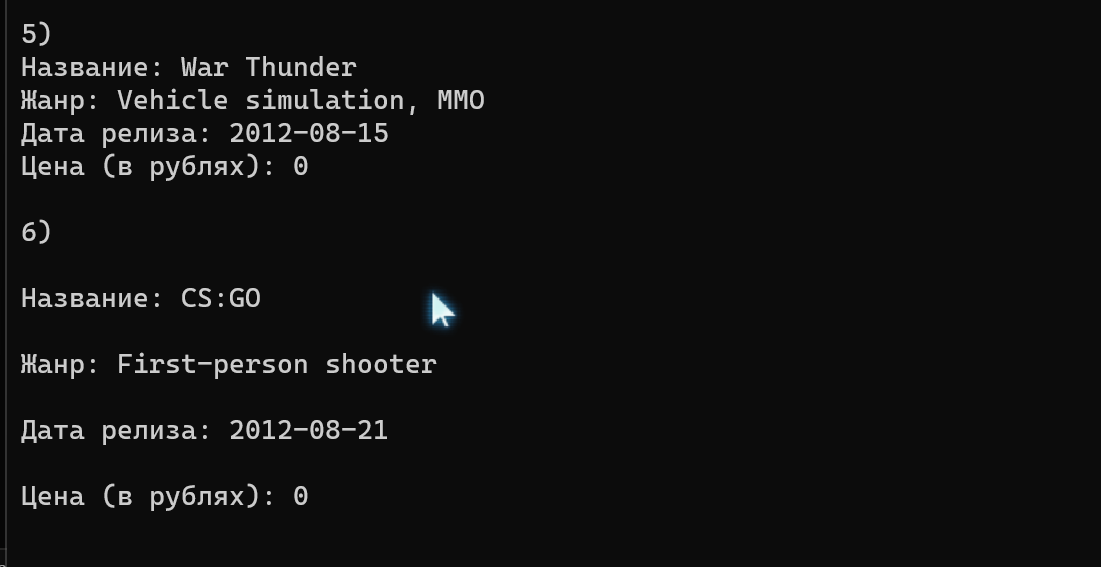 5)
Название: War Thunder
Жанр: Vehicle simulation, MMO
Дата релиза: 2012-08-15
Цена (в рублях): 0
6)
Название: CS:GO
Жанр: First-person shooter
Дата релиза: 2012-08-21
Цена (в рублях): 0